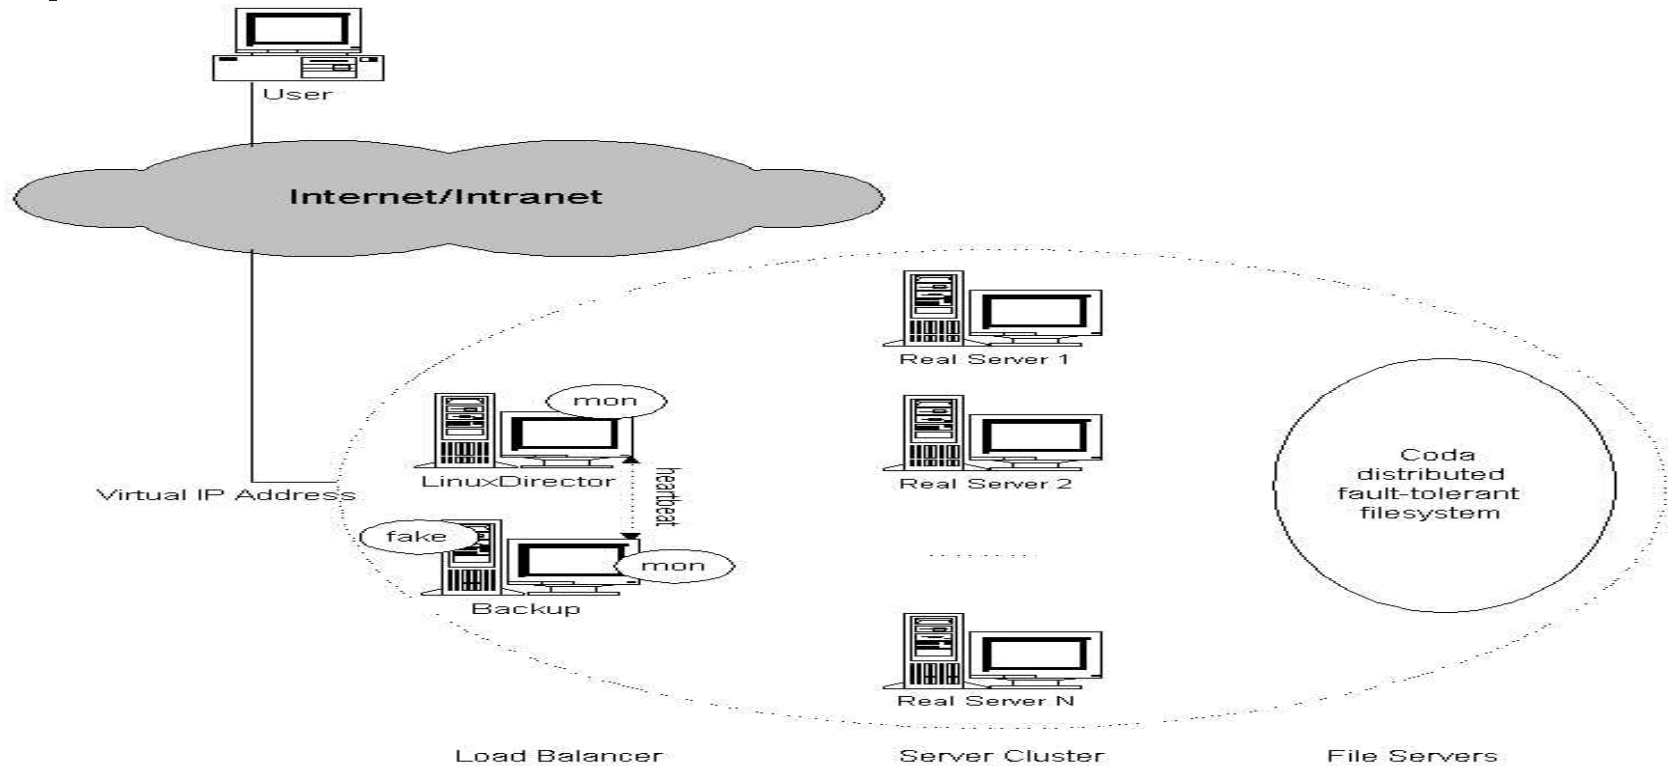 User
Internet/Intranet
Real Server 1
mon
LinuxDirector
heartbeat
Virtual IP Address
Real Server 2
Coda
distributed
fault-tolerant
filesystem
fake
mon
Backup
Real Server N
Load Balancer
Server Cluster
File Servers